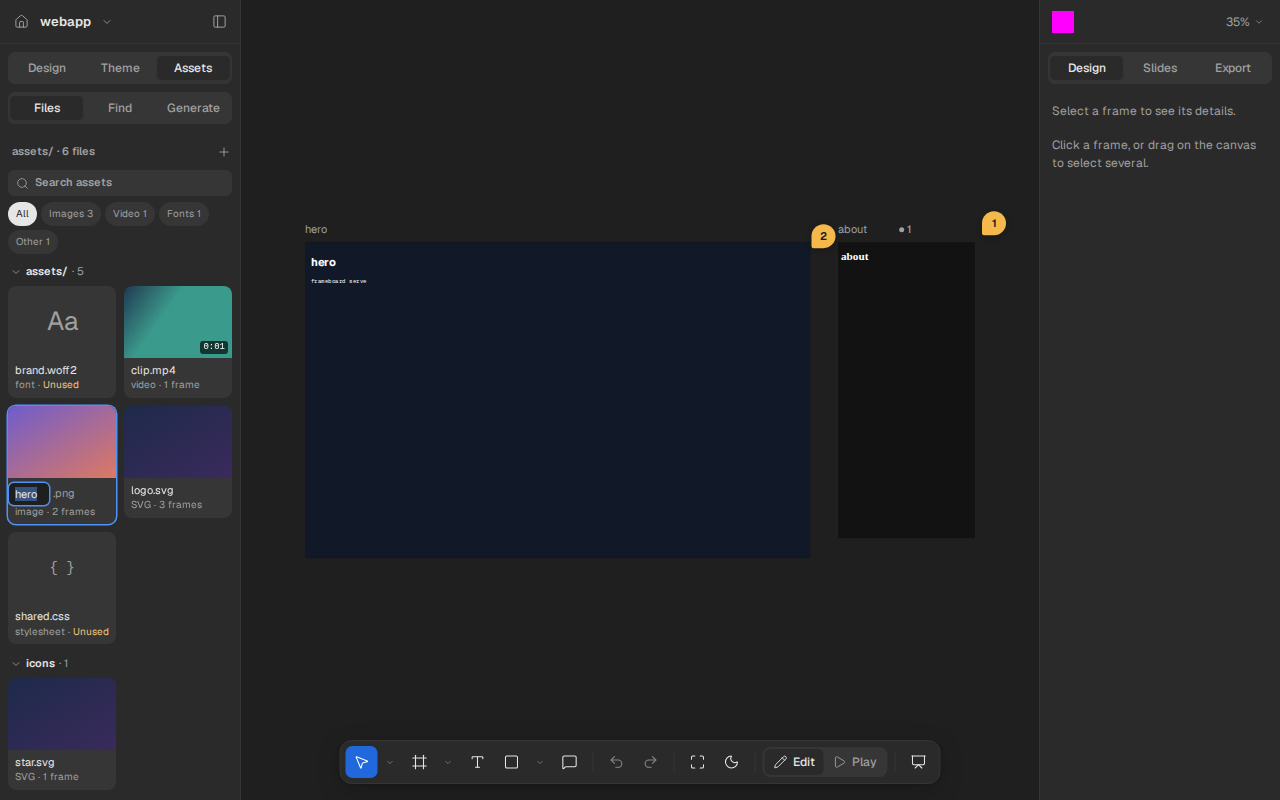 webapp
Design Theme Assets
Files Find Generate
assets/ · 6 files
Search assets
All Images 3 Video 1 Fonts 1
Other 1
assets/ · 5
Aa
0:01
brand.woff2
font · Unused
clip.mp4
video · 1 frame
hero .png
image · 2 frames
logo.svg
SVG · 3 frames
{ }
shared.css
stylesheet · Unused
icons · 1
star.svg
SVG · 1 frame
hero
2
about
1
1
hero
frameboard serve
about
Edit Play
35%
Design Slides Export
Select a frame to see its details.
Click a frame, or drag on the canvas
to select several.